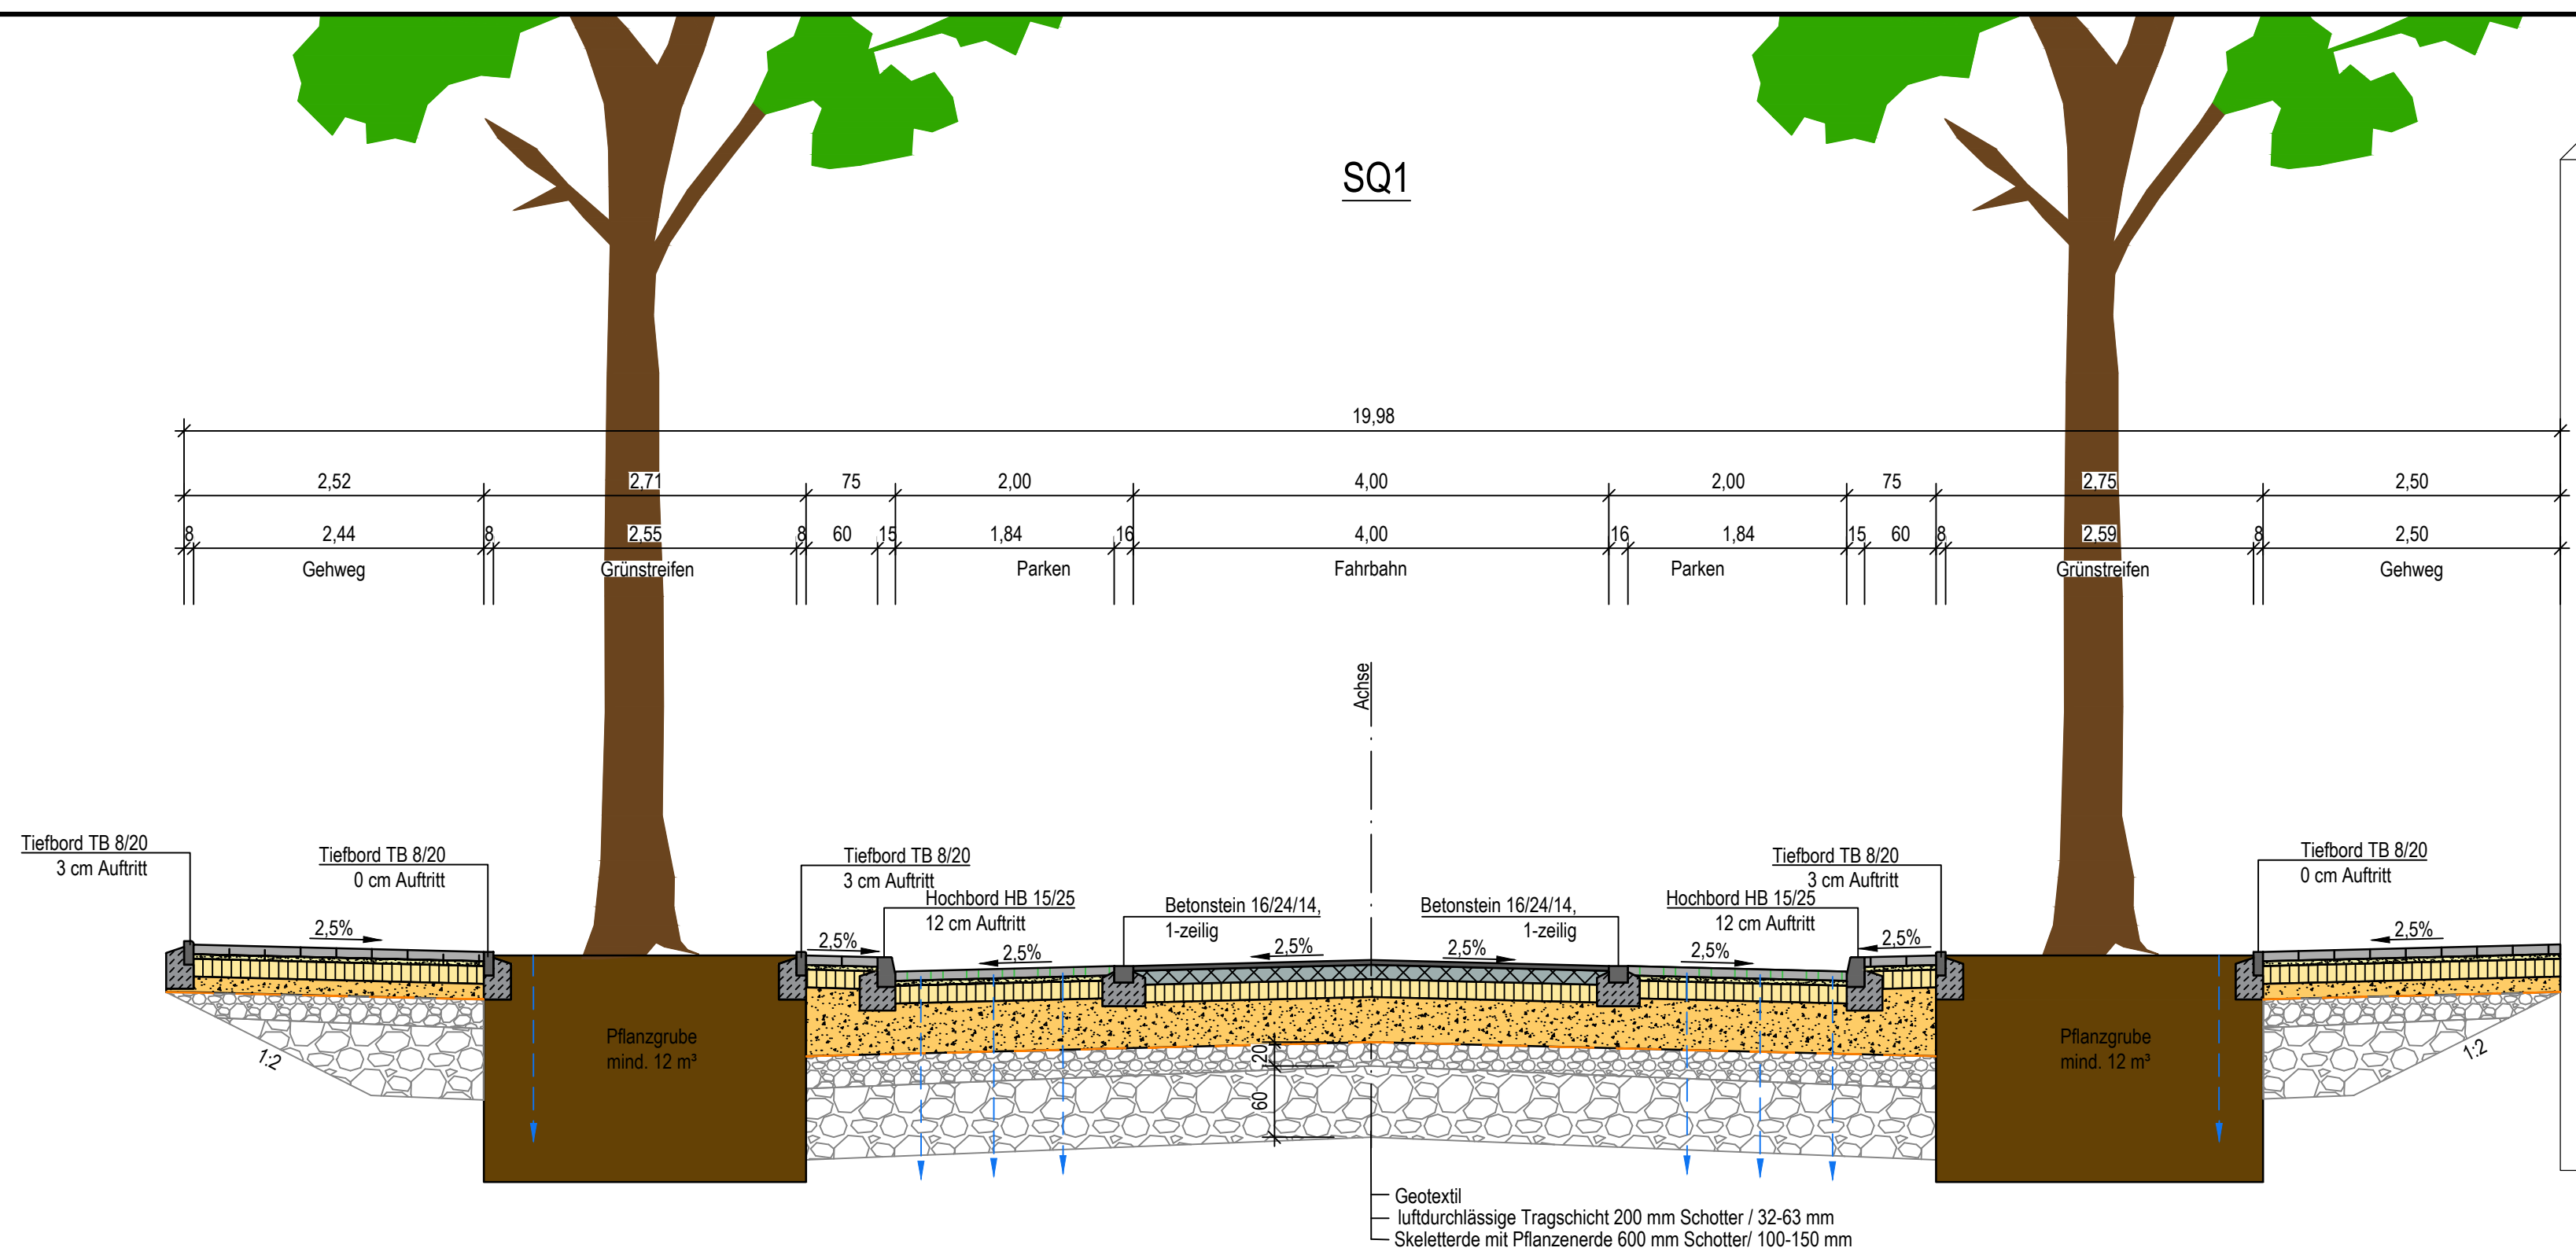 SQ1
19,98
2,52 2,71 75 2,00 4,00 2,00 75 2,75 2,50
8 2,44 8 2,55 8 60 15 1,84 16 4,00 16 1,84 15 60 8 2,59 8 2,50
Gehweg Grünstreifen Parken Fahrbahn Parken Grünstreifen Gehweg
Achse
Tiefbord TB 8/20
3 cm Auftritt
Tiefbord TB 8/20
0 cm Auftritt
Tiefbord TB 8/20
3 cm Auftritt
Hochbord HB 15/25
12 cm Auftritt
Betonstein 16/24/14,
1-zeilig
Betonstein 16/24/14,
1-zeilig
Tiefbord TB 8/20
3 cm Auftritt
Hochbord HB 15/25
12 cm Auftritt
Tiefbord TB 8/20
0 cm Auftritt
2,5% 2,5% 2,5% 2,5% 2,5% 2,5% 2,5% 2,5%
Pflanzgrube
mind. 12 m³
Pflanzgrube
mind. 12 m³
1:2
20
60
1:2
Geotextil
luftdurchlässige Tragschicht 200 mm Schotter / 32-63 mm
Skeletterde mit Pflanzenerde 600 mm Schotter/ 100-150 mm